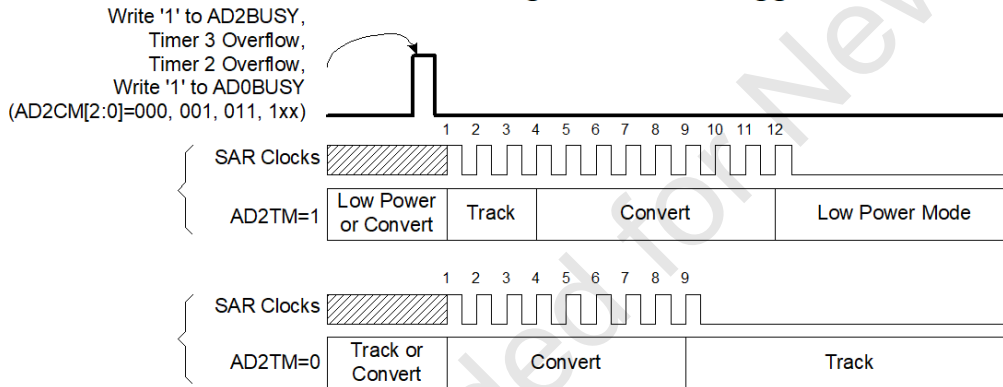 Write '1' to AD2BUSY,
Timer 3 Overflow,
Timer 2 Overflow,
Write '1' to AD0BUSY
(AD2CM[2:0]=000, 001, 011, 1xx)
1 2 3 4 5 6 7 8 9 10 11 12
SAR Clocks
AD2TM=1
Low Power
or Convert
Track
Convert
Low Power Mode
1 2 3 4 5 6 7 8 9
SAR Clocks
AD2TM=0
Track or
Convert
Convert
Track
ded for New